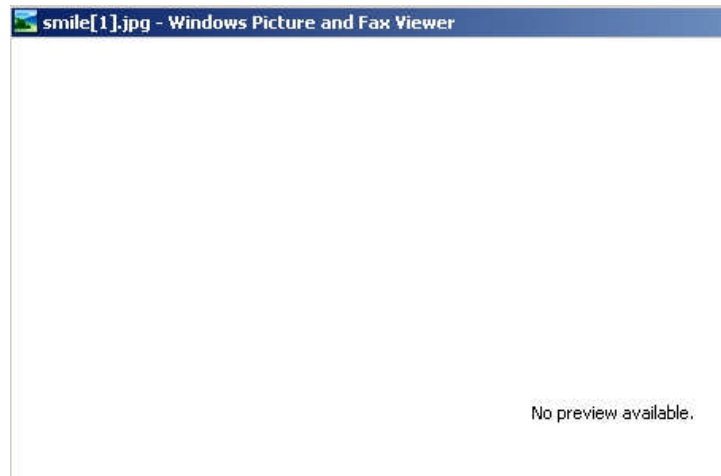 smile[1].jpg - Windows Picture and Fax Viewer
No preview available.